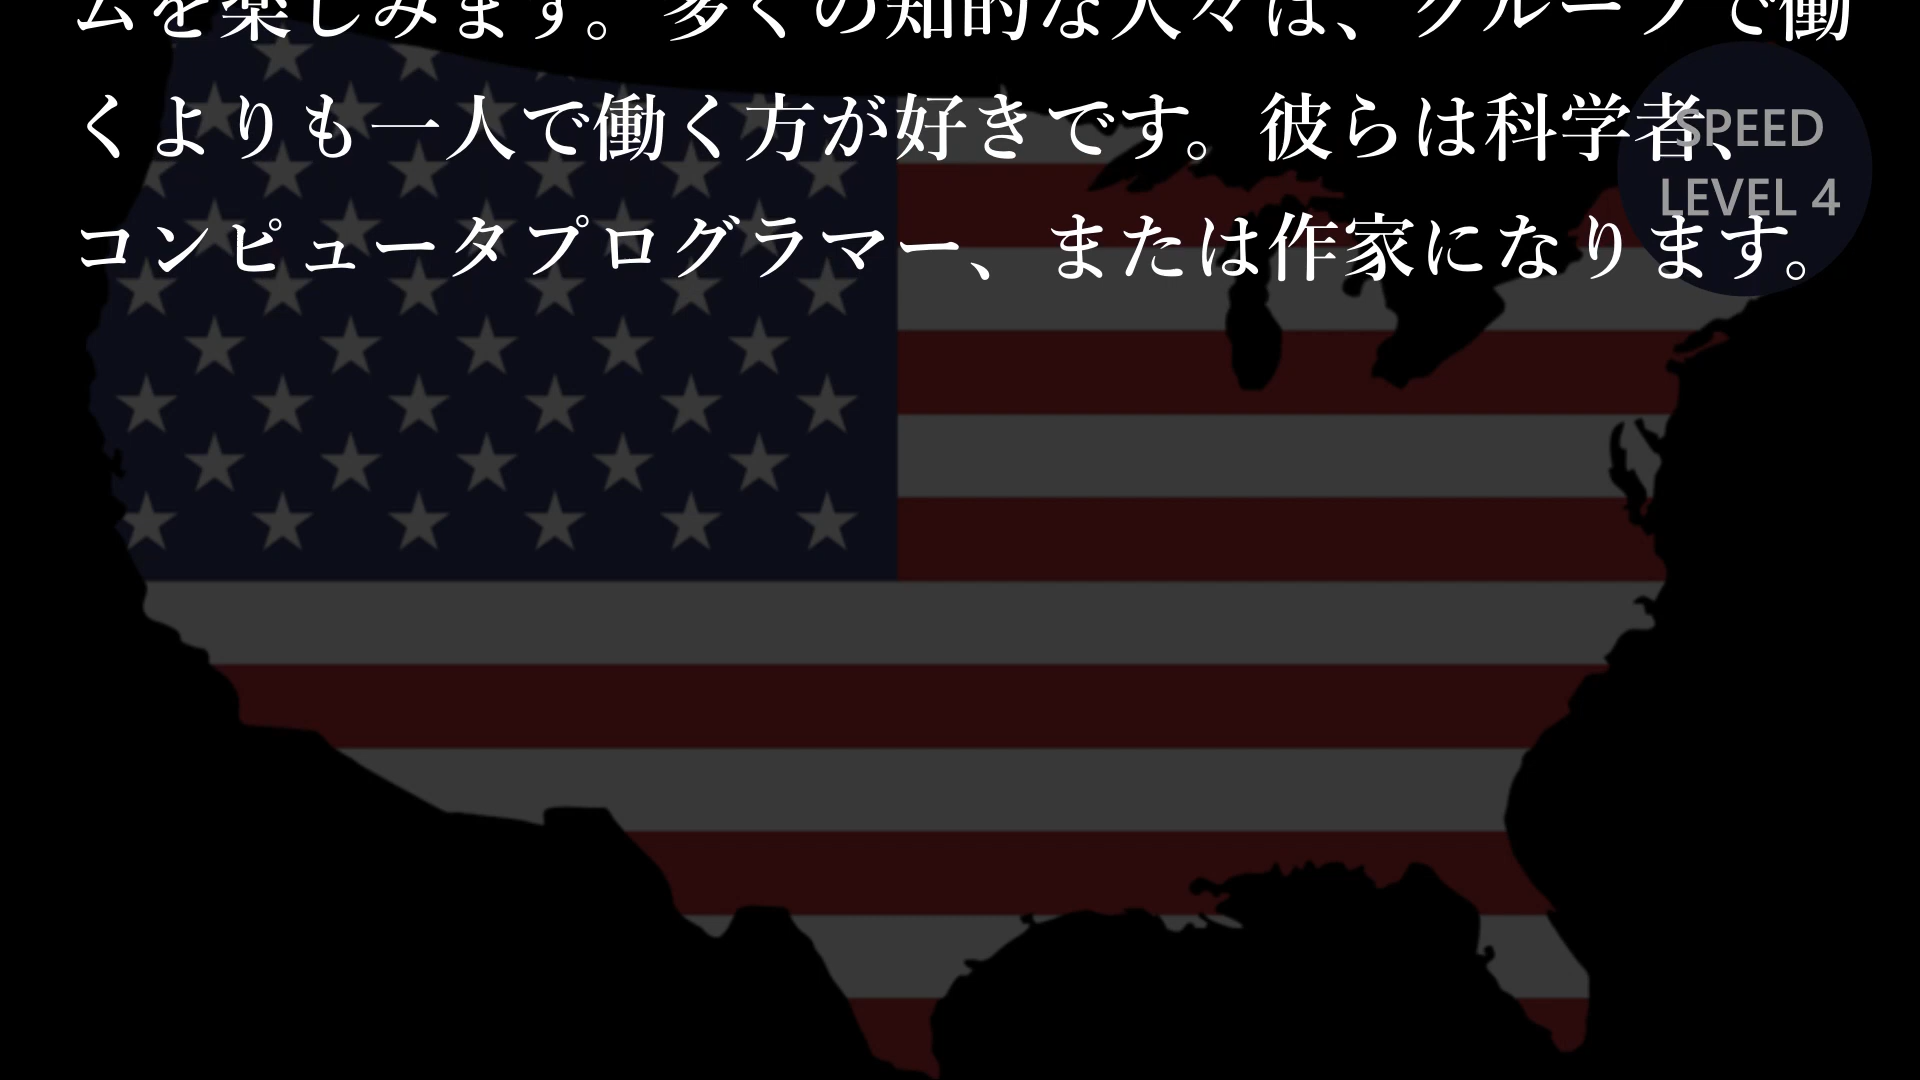 ムを楽しみます。多くの知的な人々は、グループで働
くよりも一人で働く方が好きです。彼らは科学者、
コンピュータプログラマー、または作家になります。
SPEED
LEVEL 4